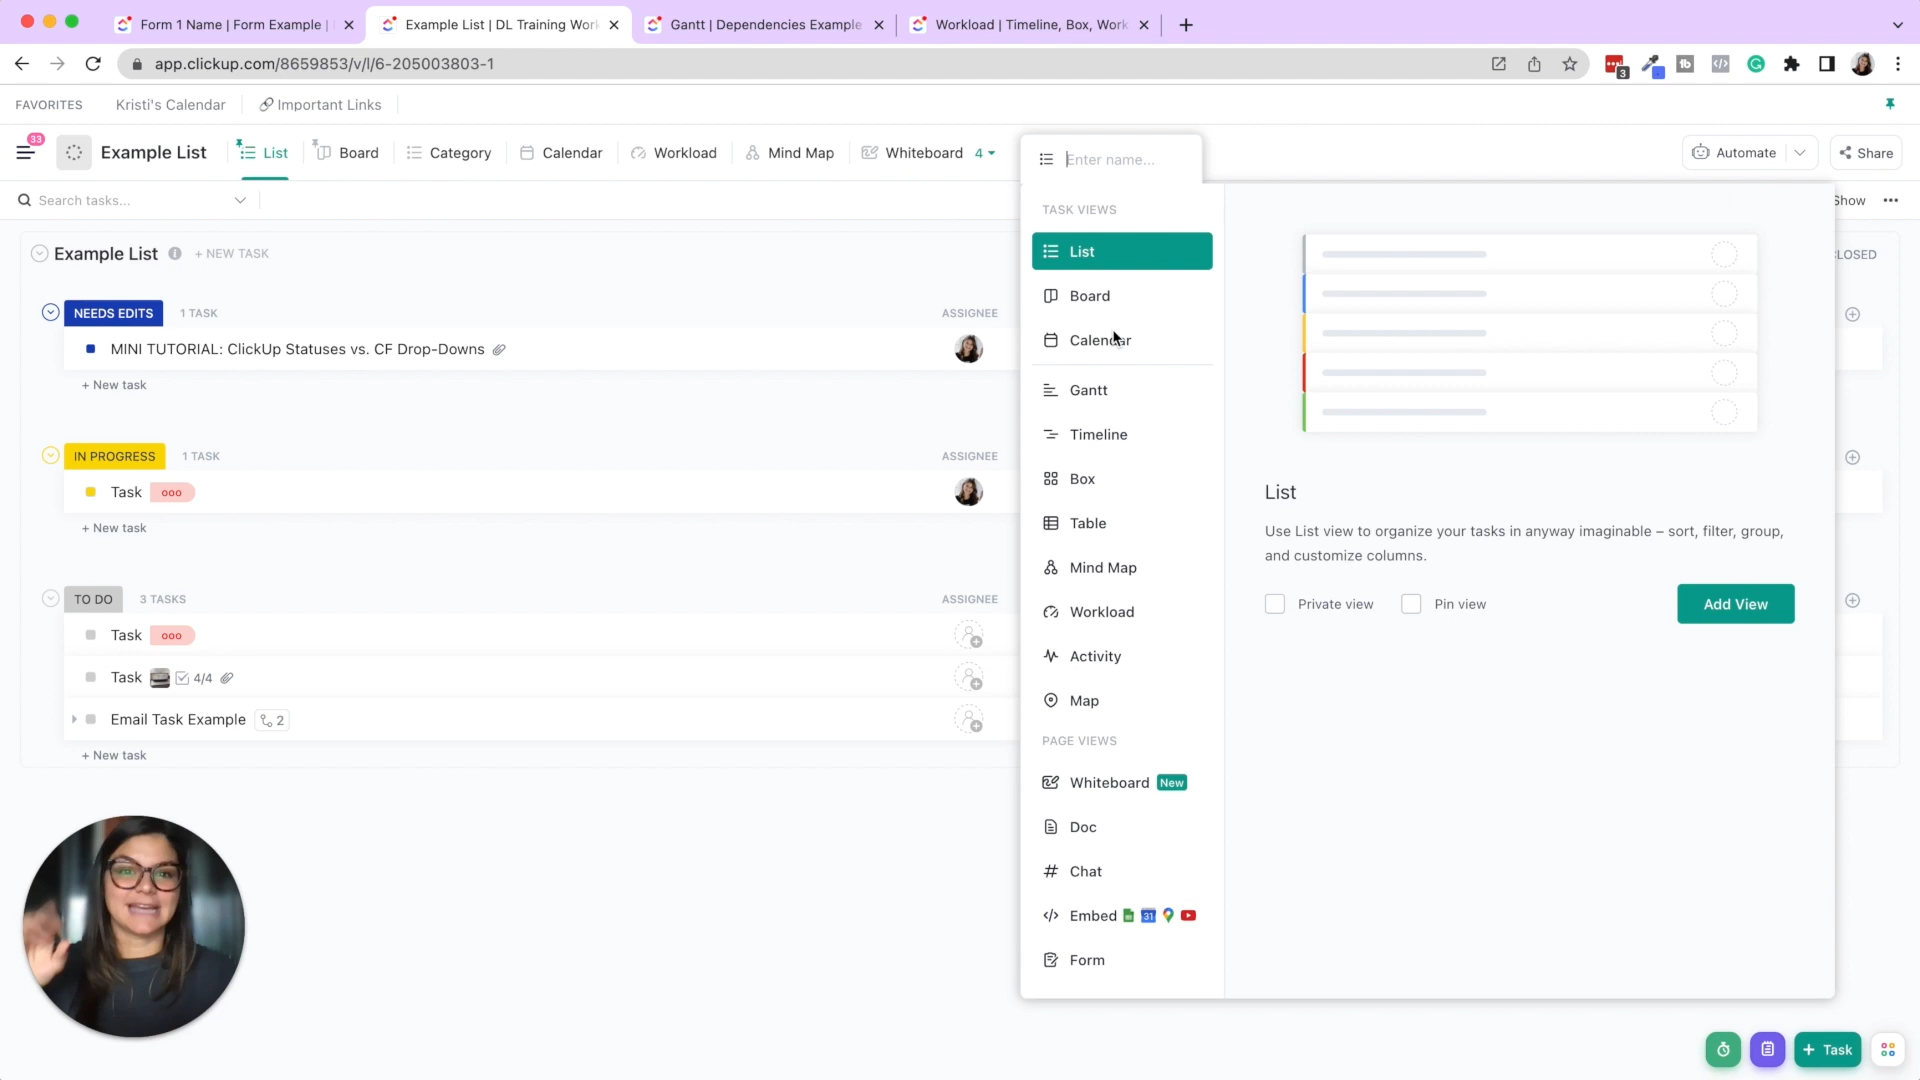 Form 1 Name | Form Example |
Example List | DL Training Work
Gantt | Dependencies Example
Workload | Timeline, Box, Work
app.clickup.com/8659853/v/l/6-205003803-1
3
FAVORITES
Kristi's Calendar
Important Links
33
Example List
List
Board
Category
Calendar
Workload
Mind Map
Whiteboard
4
Enter name...
Automate
Share
Search tasks...
Show
TASK VIEWS
List
Board
Calendar
Gantt
Timeline
Box
Table
Mind Map
Workload
Activity
Map
PAGE VIEWS
Whiteboard New
Doc
Chat
Embed 31
Form
List
Use List view to organize your tasks in anyway imaginable – sort, filter, group,
and customize columns.
Private view
Pin view
Add View
Example List
+ NEW TASK
LOSED
NEEDS EDITS
1 TASK
ASSIGNEE
MINI TUTORIAL: ClickUp Statuses vs. CF Drop-Downs
+ New task
IN PROGRESS
1 TASK
ASSIGNEE
Task
+ New task
TO DO
3 TASKS
ASSIGNEE
Task
Task 4/4
Email Task Example 2
+ New task
+ Task